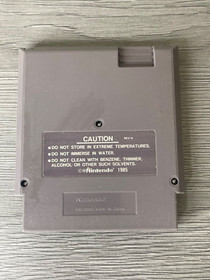 CAUTION
●DO NOT STORE IN EXTREME TEMPERATURES.
●DO NOT IMMERSE IN WATER.
●DO NOT CLEAN WITH BENZENE, THINNER,
ALCOHOL OR OTHER SUCH SOLVENTS.
©Nintendo 1985
Nintendo